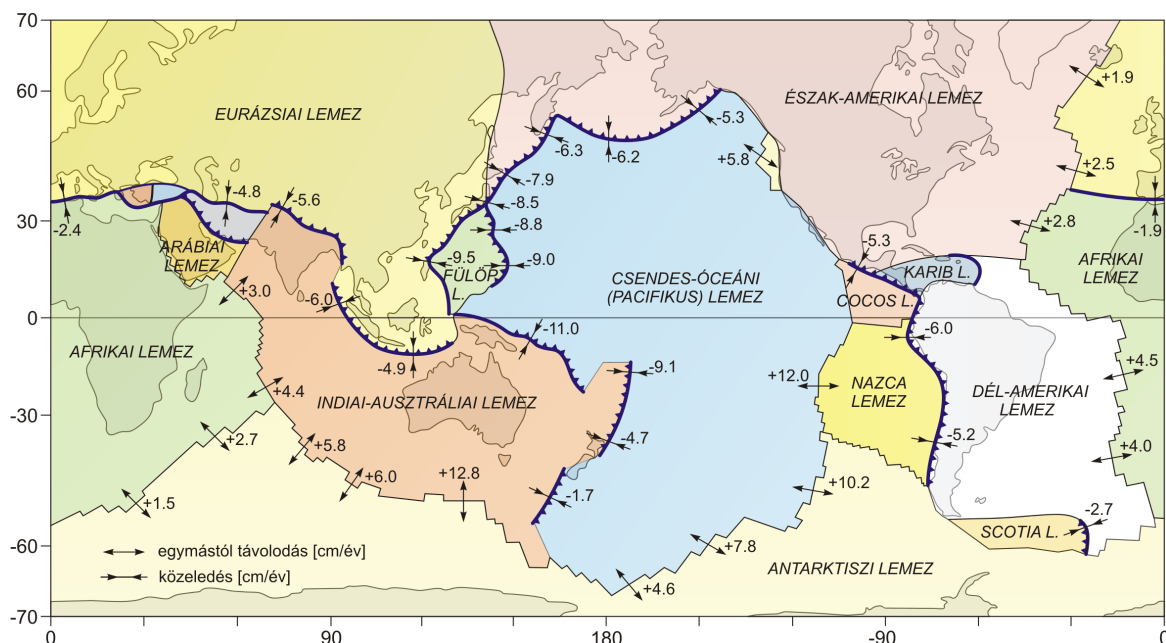 70
60
30
0
-30
-60
-70
0
90
180
-90
0
EURÁZSIAI LEMEZ
ÉSZAK-AMERIKAI LEMEZ
+1.9
-5.3
-6.3
-6.2
+5.8
+2.5
-7.9
-4.8
-5.6
-8.5
-8.8
+2.8
-2.4
-1.9
ARÁBIAI
LEMEZ
-9.5
-9.0
FÜLÖP
L.
-5.3
KARIB L.
AFRIKAI
LEMEZ
CSENDES-ÓCEÁNI
(PACIFIKUS) LEMEZ
+3.0
-6.0
COCOS L.
-11.0
-6.0
AFRIKAI LEMEZ
-4.9
-9.1
+4.5
+12.0
NAZCA
LEMEZ
DÉL-AMERIKAI
LEMEZ
+4.4
INDIAI-AUSZTRÁLIAI LEMEZ
+2.7
+5.8
-4.7
-5.2
+4.0
+6.0
+12.8
+10.2
+1.5
-1.7
-2.7
SCOTIA L.
+7.8
+4.6
ANTARKTISZI LEMEZ
egymástól távolodás [cm/év]
közeledés [cm/év]